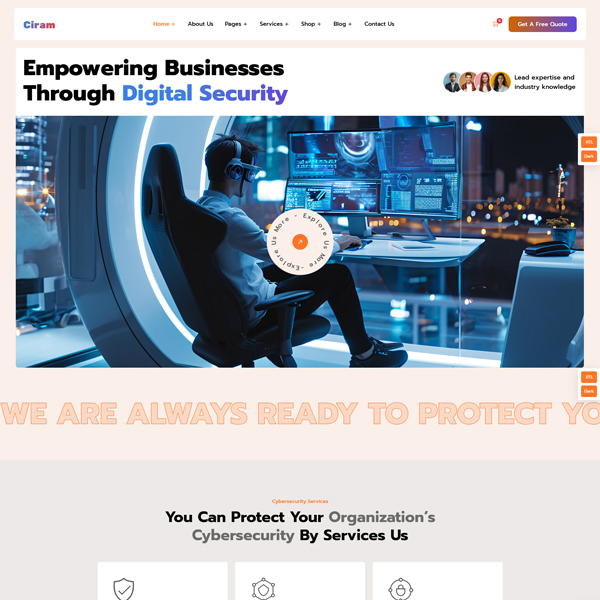 Ciram
Home +
About Us
Pages +
Services +
Shop +
Blog +
Contact Us
0
Get A Free Quote
Empowering Businesses
Through Digital Security
Lead expertise and
industry knowledge
RTL
Dark
Explore Us More - Explore Us More -
RTL
Dark
WE ARE ALWAYS READY TO PROTECT YO
Cybersecurity Services
You Can Protect Your Organization's
Cybersecurity By Services Us